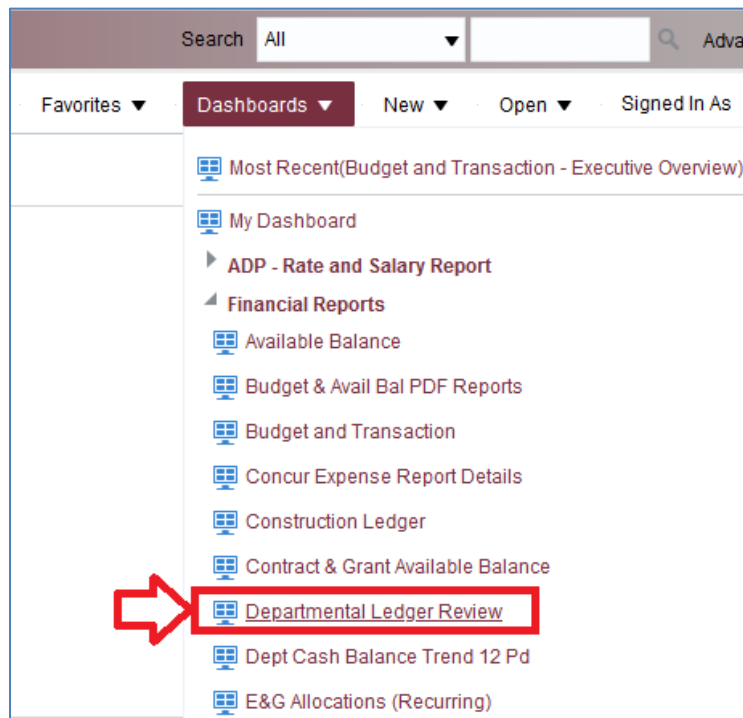 Search All Adva
Favorites Dashboards New Open Signed In As
Most Recent(Budget and Transaction - Executive Overview)
My Dashboard
ADP - Rate and Salary Report
Financial Reports
Available Balance
Budget & Avail Bal PDF Reports
Budget and Transaction
Concur Expense Report Details
Construction Ledger
Contract & Grant Available Balance
Departmental Ledger Review
Dept Cash Balance Trend 12 Pd
E&G Allocations (Recurring)